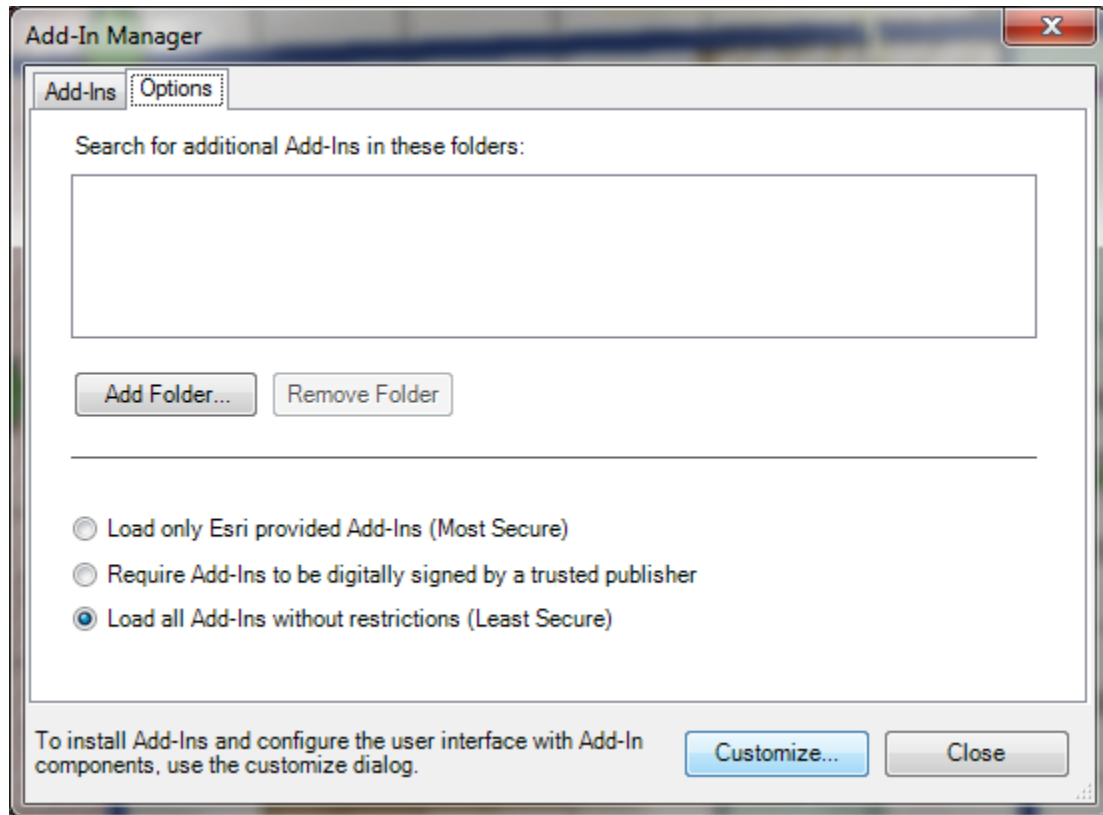 Add-In Manager
Add-Ins
Options
Search for additional Add-Ins in these folders:
Add Folder...
Remove Folder
Load only Esri provided Add-Ins (Most Secure)
Require Add-Ins to be digitally signed by a trusted publisher
Load all Add-Ins without restrictions (Least Secure)
To install Add-Ins and configure the user interface with Add-In
components, use the customize dialog.
Customize...
Close